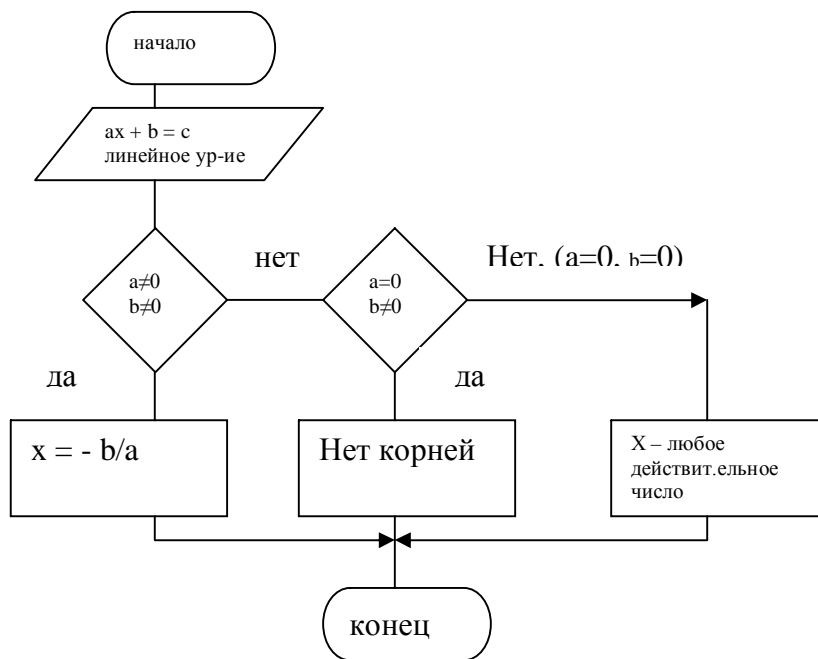 начало
ax + b = c
линейное ур-ие
a≠0
b≠0
нет
a=0
b≠0
Нет, (a=0, b=0)
да
да
x = - b/a
Нет корней
X – любое
действит.ельное
число
конец